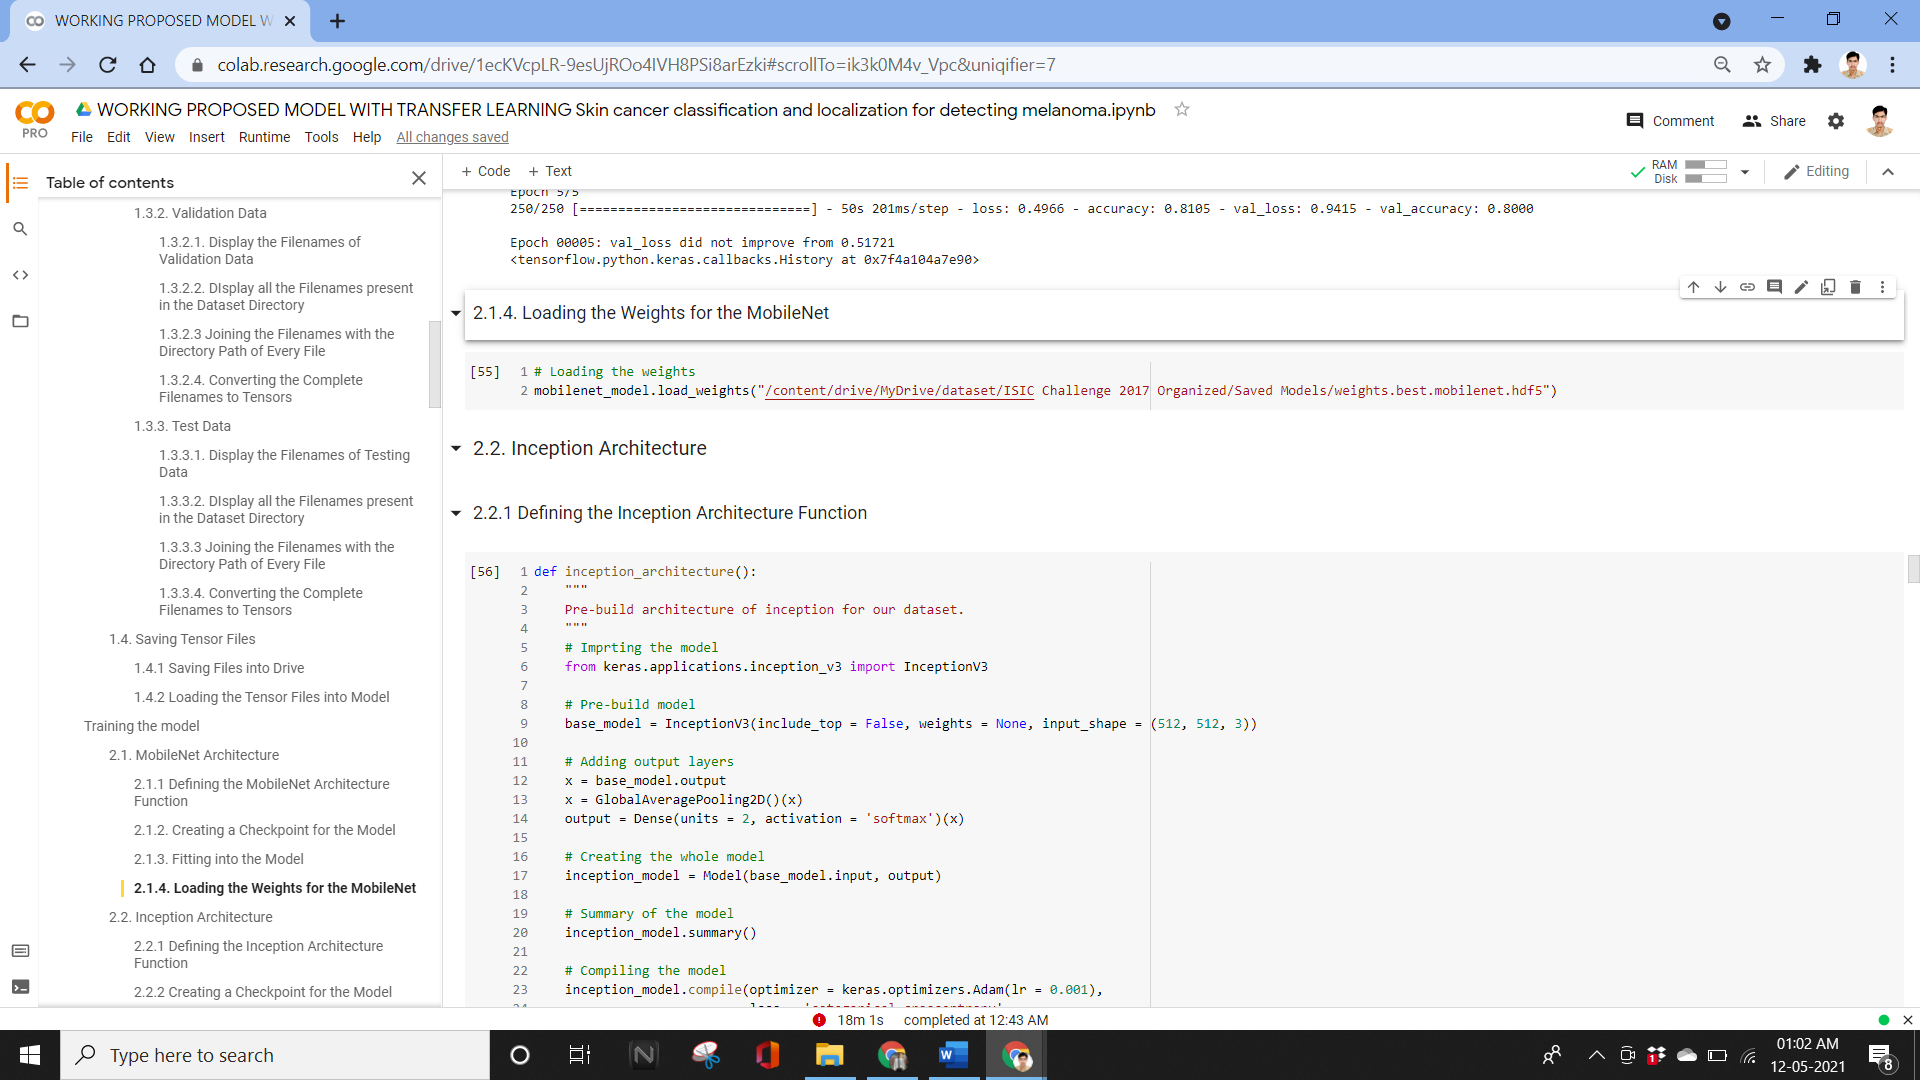 WORKING PROPOSED MODEL W
colab.research.google.com/drive/1ecKVcpLR-9esUjROo4IVH8PSi8arEzki#scrollTo=ik3k0M4v_Vpc&uniqifier=7
WORKING PROPOSED MODEL WITH TRANSFER LEARNING Skin cancer classification and localization for detecting melanoma.ipynb
PRO
File Edit View Insert Runtime Tools Help All changes saved
Comment Share
Table of contents
+ Code + Text
RAM
Disk
Editing
1.3.2. Validation Data
1.3.2.1. Display the Filenames of
Validation Data
1.3.2.2. DIsplay all the Filenames present
in the Dataset Directory
1.3.2.3 Joining the Filenames with the
Directory Path of Every File
1.3.2.4. Converting the Complete
Filenames to Tensors
1.3.3. Test Data
1.3.3.1. Display the Filenames of Testing
Data
1.3.3.2. DIsplay all the Filenames present
in the Dataset Directory
1.3.3.3 Joining the Filenames with the
Directory Path of Every File
1.3.3.4. Converting the Complete
Filenames to Tensors
1.4. Saving Tensor Files
1.4.1 Saving Files into Drive
1.4.2 Loading the Tensor Files into Model
Training the model
2.1. MobileNet Architecture
2.1.1 Defining the MobileNet Architecture
Function
2.1.2. Creating a Checkpoint for the Model
2.1.3. Fitting into the Model
2.1.4. Loading the Weights for the MobileNet
2.2. Inception Architecture
2.2.1 Defining the Inception Architecture
Function
2.2.2 Creating a Checkpoint for the Model
Epoch 5/5
250/250 [==============================] - 50s 201ms/step - loss: 0.4966 - accuracy: 0.8105 - val_loss: 0.9415 - val_accuracy: 0.8000
Epoch 00005: val_loss did not improve from 0.51721
<tensorflow.python.keras.callbacks.History at 0x7f4a104a7e90>
2.1.4. Loading the Weights for the MobileNet
[55] 1 # Loading the weights
2 mobilenet_model.load_weights("/content/drive/MyDrive/dataset/ISIC Challenge 2017 Organized/Saved Models/weights.best.mobilenet.hdf5")
2.2. Inception Architecture
2.2.1 Defining the Inception Architecture Function
[56] 1 def inception_architecture():
2 """
3 Pre-build architecture of inception for our dataset.
4 """
5 # Imprting the model
6 from keras.applications.inception_v3 import InceptionV3
7
8 # Pre-build model
9 base_model = InceptionV3(include_top = False, weights = None, input_shape = (512, 512, 3))
10
11 # Adding output layers
12 x = base_model.output
13 x = GlobalAveragePooling2D()(x)
14 output = Dense(units = 2, activation = 'softmax')(x)
15
16 # Creating the whole model
17 inception_model = Model(base_model.input, output)
18
19 # Summary of the model
20 inception_model.summary()
21
22 # Compiling the model
23 inception_model.compile(optimizer = keras.optimizers.Adam(lr = 0.001),
18m 1s completed at 12:43 AM
Type here to search
01:02 AM
12-05-2021
8